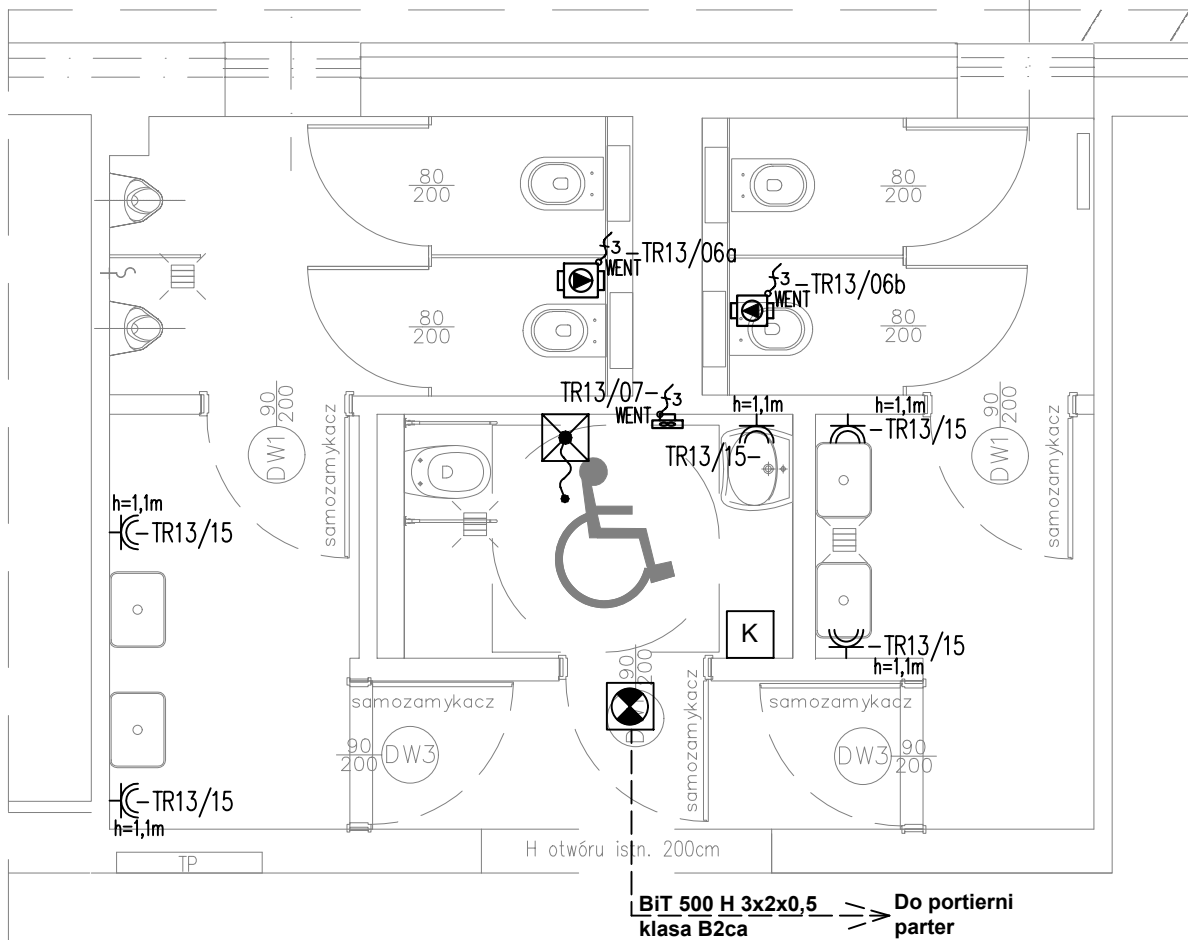 80
200
80
200
3
TR13/06a
WENT
3
TR13/06b
WENT
80
200
80
200
TR13/07
3
WENT
h=1,1m
h=1,1m
90
200
DW1
samozamykacz
TR13/15
TR13/15
90
200
DW1
samozamykacz
h=1,1m
TR13/15
K
TR13/15
h=1,1m
90
200
samozamykacz
samozamykacz
samozamykacz
90
200
DW3
DW3
90
200
TR13/15
h=1,1m
TP
H otwóru istn. 200cm
BiT 500 H 3x2x0,5
klasa B2ca
Do portierni
parter